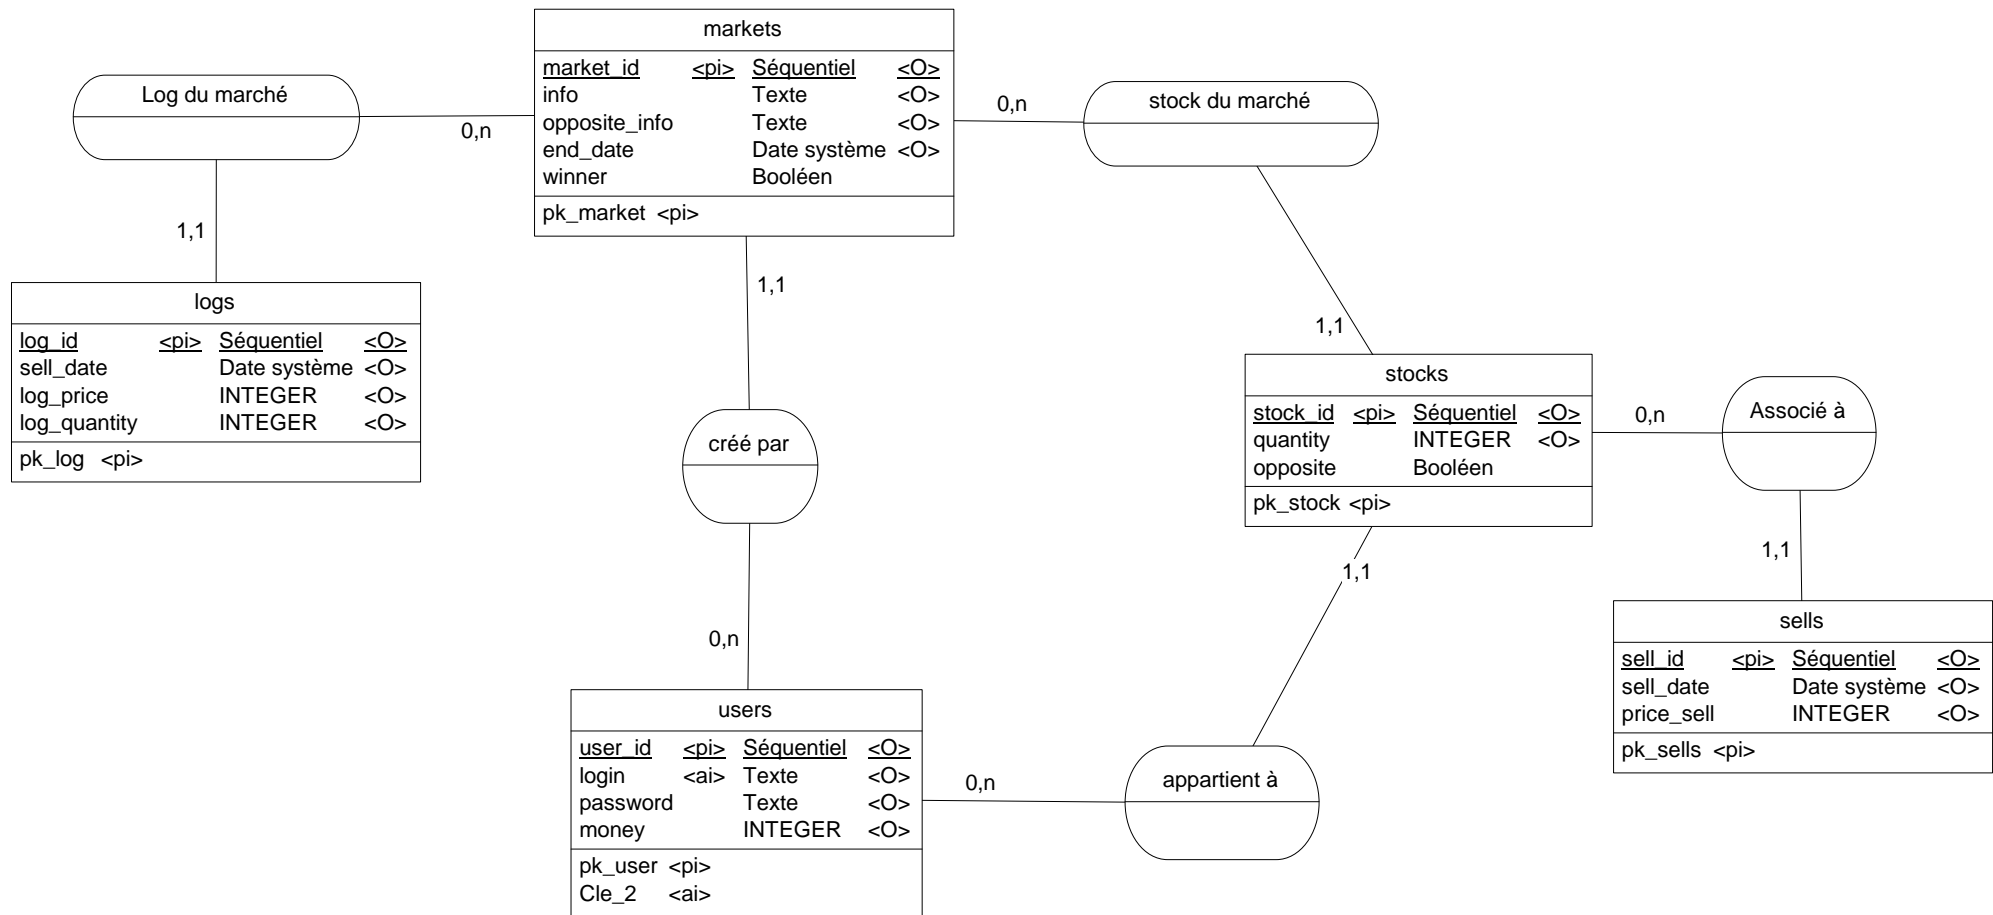 markets
market_id <pi> Séquentiel <O>
info Texte <O>
opposite_info Texte <O>
end_date Date système <O>
winner Booléen
pk_market <pi>
Log du marché
0,n
1,1
stock du marché
0,n
1,1
logs
log_id <pi> Séquentiel <O>
sell_date Date système <O>
log_price INTEGER <O>
log_quantity INTEGER <O>
pk_log <pi>
1,1
créé par
0,n
stocks
stock_id <pi> Séquentiel <O>
quantity INTEGER <O>
opposite Booléen
pk_stock <pi>
0,n
Associé à
1,1
1,1
sells
sell_id <pi> Séquentiel <O>
sell_date Date système <O>
price_sell INTEGER <O>
pk_sells <pi>
users
user_id <pi> Séquentiel <O>
login <ai> Texte <O>
password Texte <O>
money INTEGER <O>
pk_user <pi>
Cle_2 <ai>
0,n
appartient à